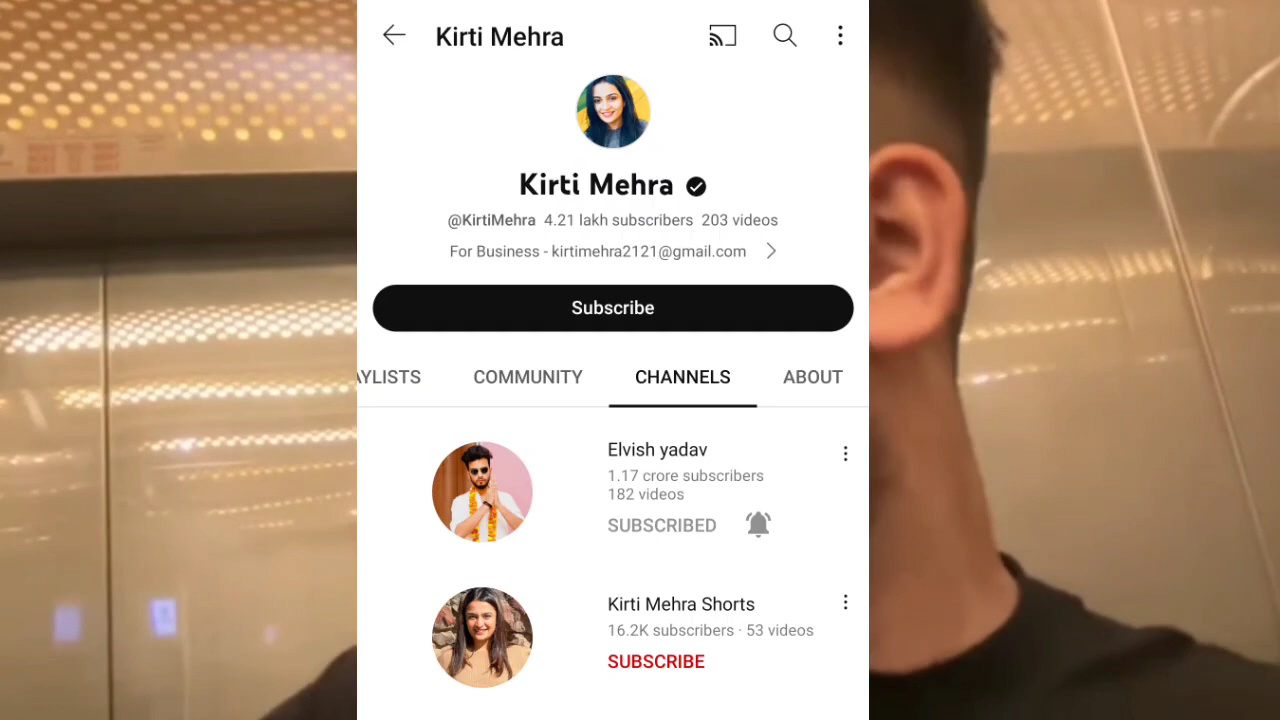 Kirti Mehra
Kirti Mehra
@KirtiMehra 4.21 lakh subscribers 203 videos
For Business - kirtimehra2121@gmail.com
Subscribe
AYLISTS COMMUNITY CHANNELS ABOUT
Elvish yadav
1.17 crore subscribers
182 videos
SUBSCRIBED
Kirti Mehra Shorts
16.2K subscribers · 53 videos
SUBSCRIBE